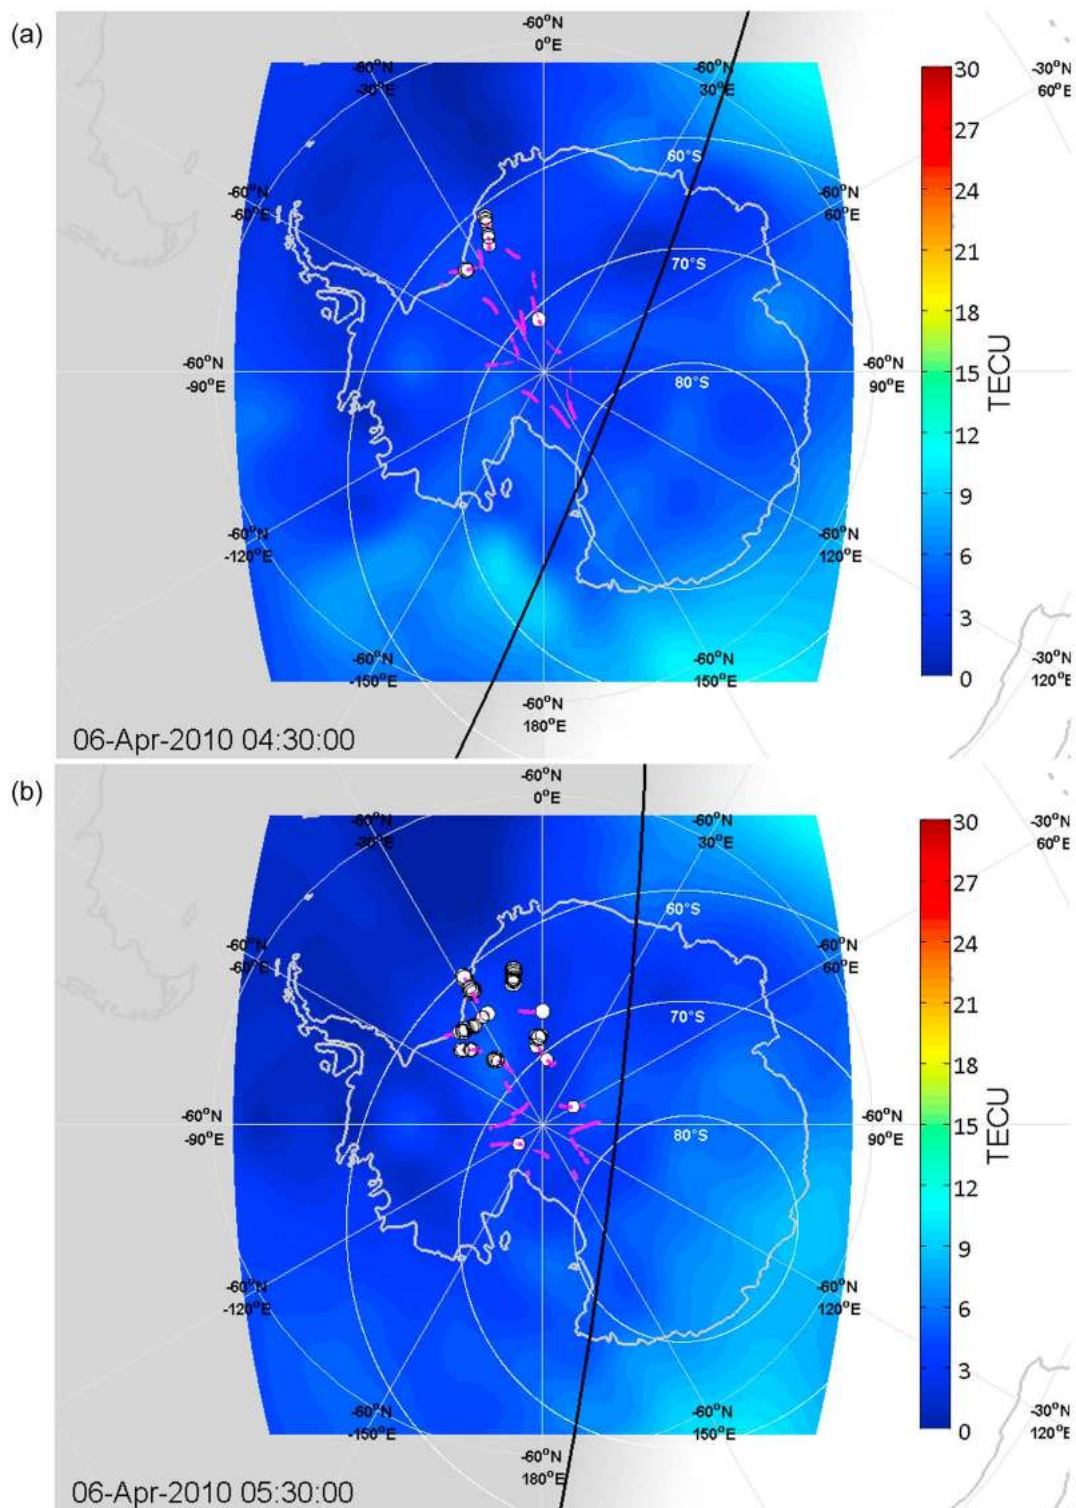 (a)
-60°N
0°E
-60°N
-30°E
-60°N
30°E
-30°N
60°E
60°S
-60°N
-60°E
-60°N
60°E
70°S
-60°N
-90°E
80°S
-60°N
90°E
-60°N
-120°E
-60°N
120°E
-60°N
-150°E
-60°N
150°E
-60°N
180°E
-30°N
120°E
30
27
24
21
18
15
12
9
6
3
0
TECU
06-Apr-2010 04:30:00
(b)
-60°N
0°E
-60°N
-30°E
-60°N
30°E
-30°N
60°E
60°S
-60°N
-60°E
-60°N
60°E
70°S
-60°N
-90°E
80°S
-60°N
90°E
-60°N
-120°E
-60°N
120°E
-60°N
-150°E
-60°N
150°E
-60°N
180°E
-30°N
120°E
30
27
24
21
18
15
12
9
6
3
0
TECU
06-Apr-2010 05:30:00